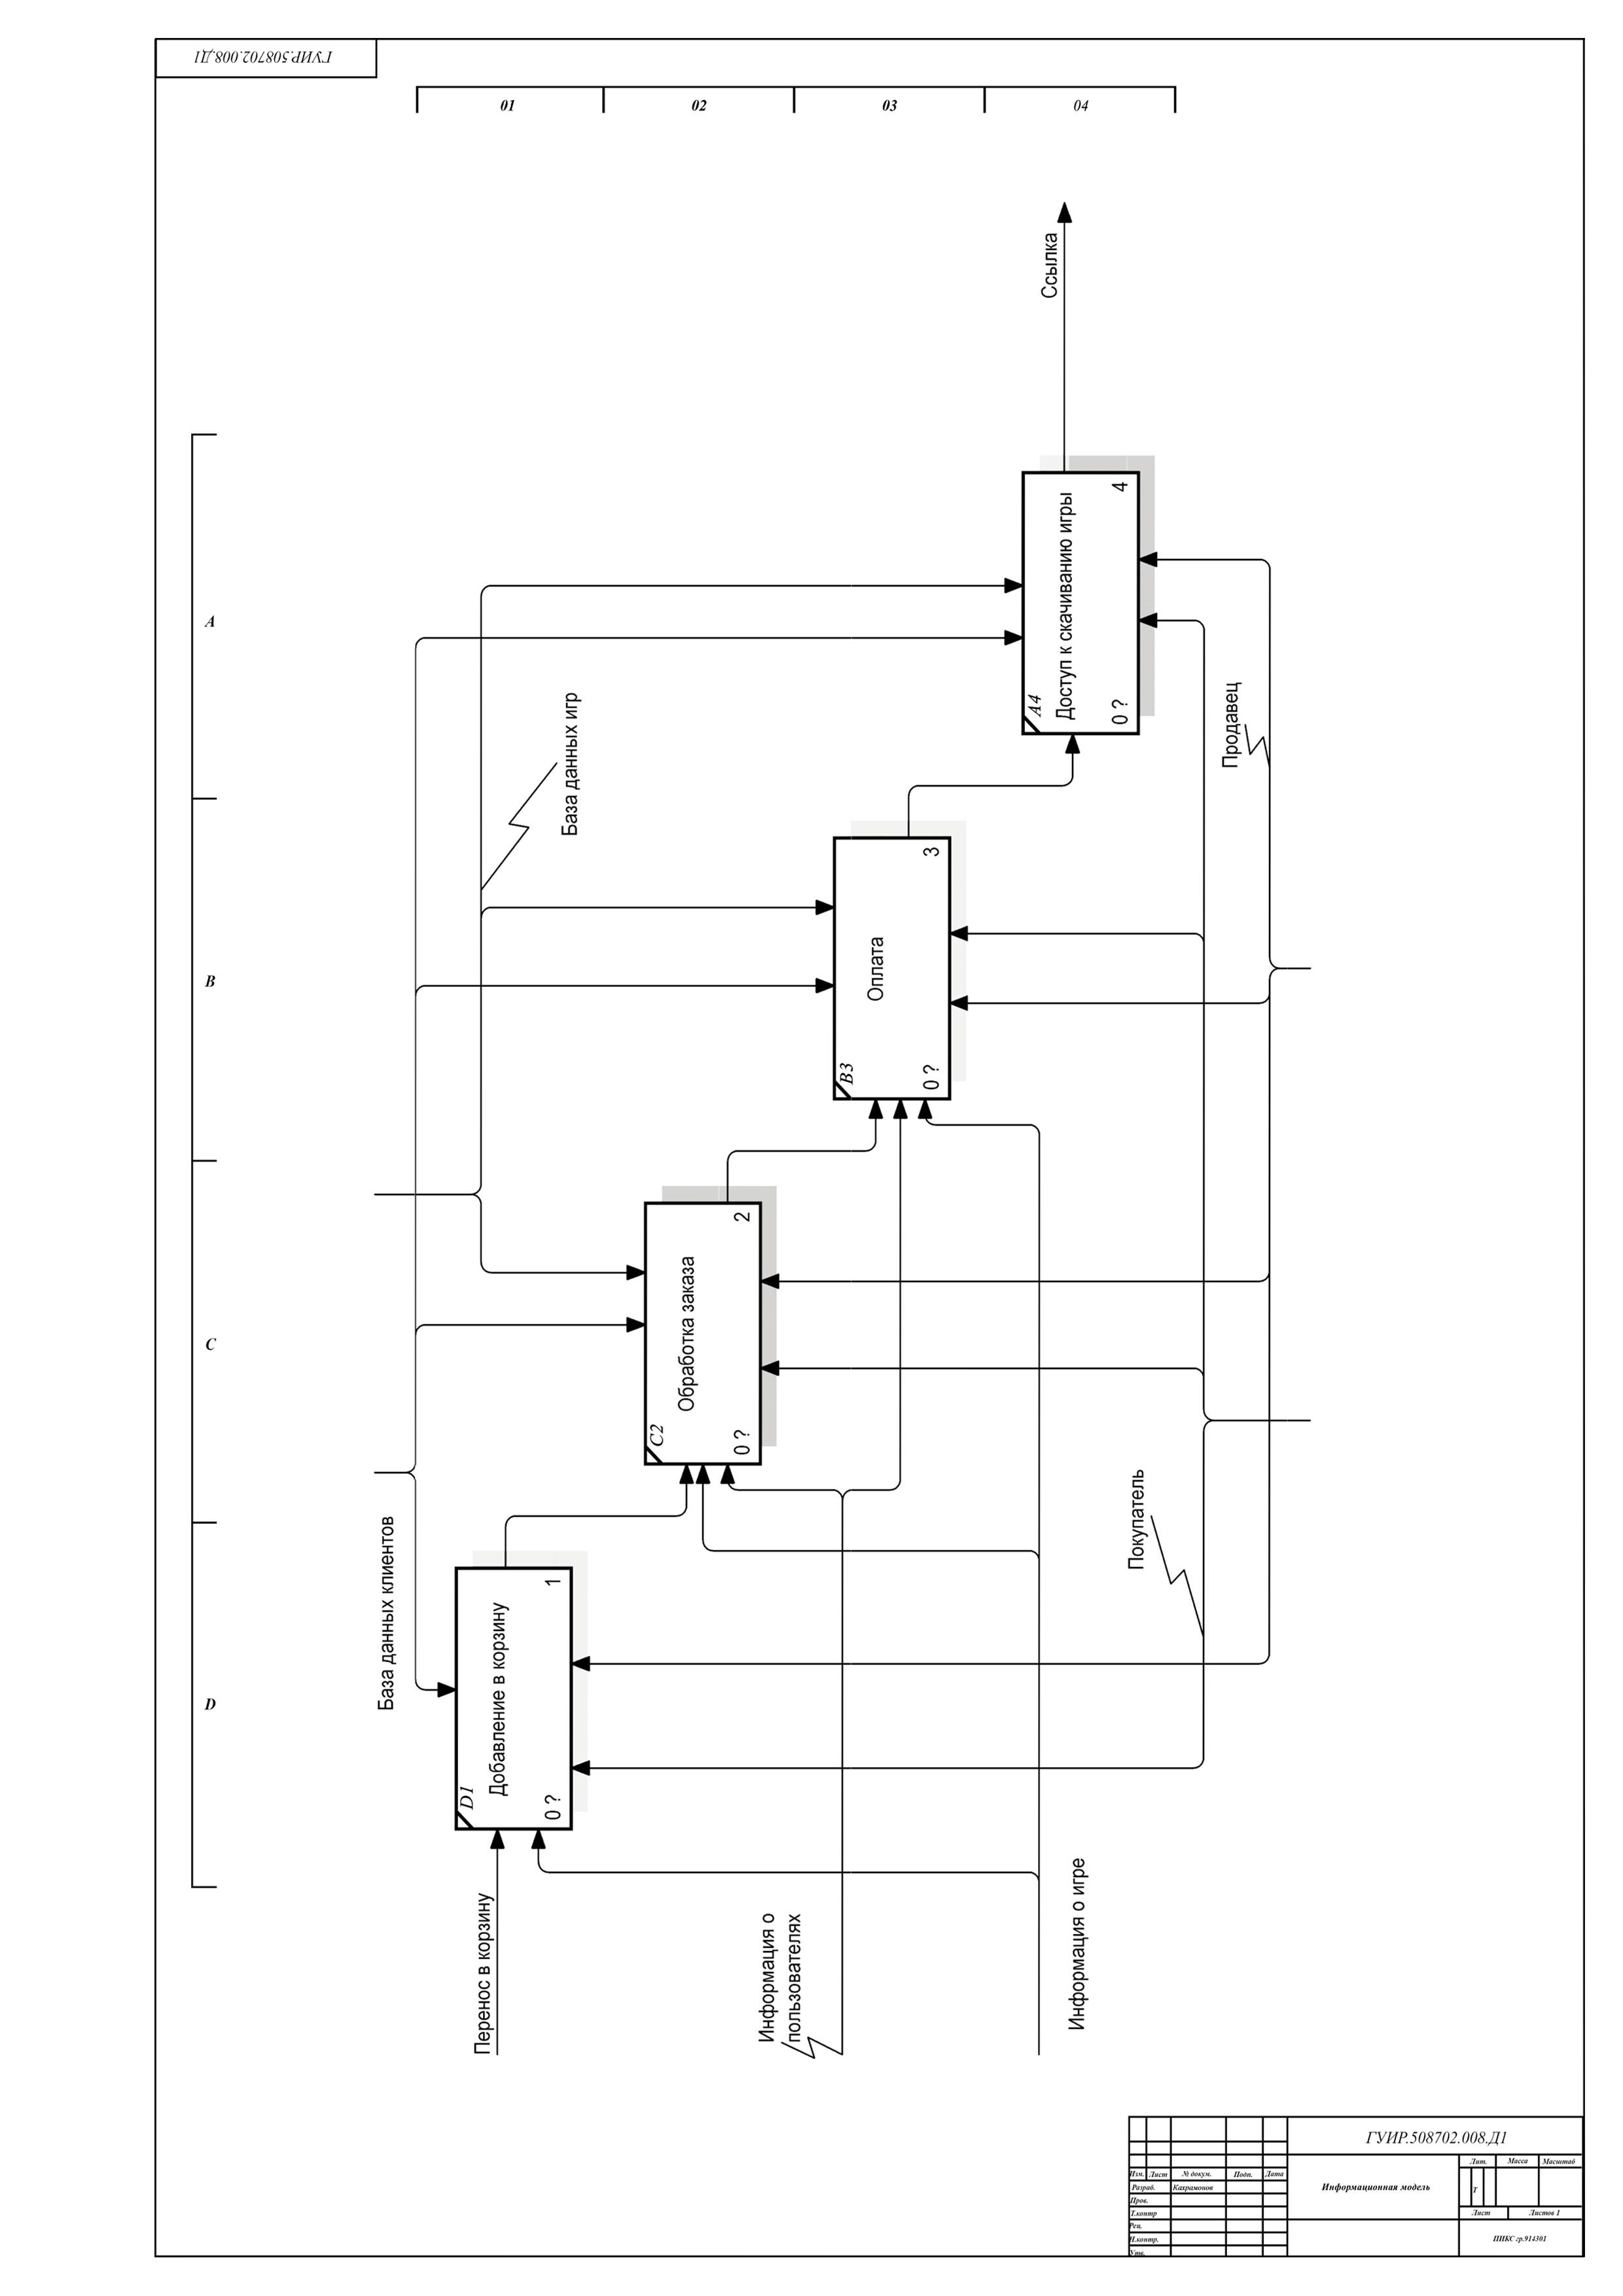 ГУИР.508702.008.Д1
01
02
03
04
A
B
C
D
База данных клиентов
База данных игр
D1
Добавление в корзину
0 ?
1
C2
Обработка заказа
0 ?
2
B3
Оплата
0 ?
3
A4
Доступ к скачиванию игры
0 ?
4
Ссылка
Продавец
Покупатель
Перенос в корзину
Информация о
пользователях
Информация о игре
ГУИР.508702.008.Д1
Лит.
Масса
Масштаб
Изм.
Лист
№ докум.
Подп.
Дата
Разраб.
Кахрамонов
Информационная модель
Т
Пров.
Т.контр
Лист
Листов 1
Рец.
Н.контр.
ПИКС гр.914301
Утв.